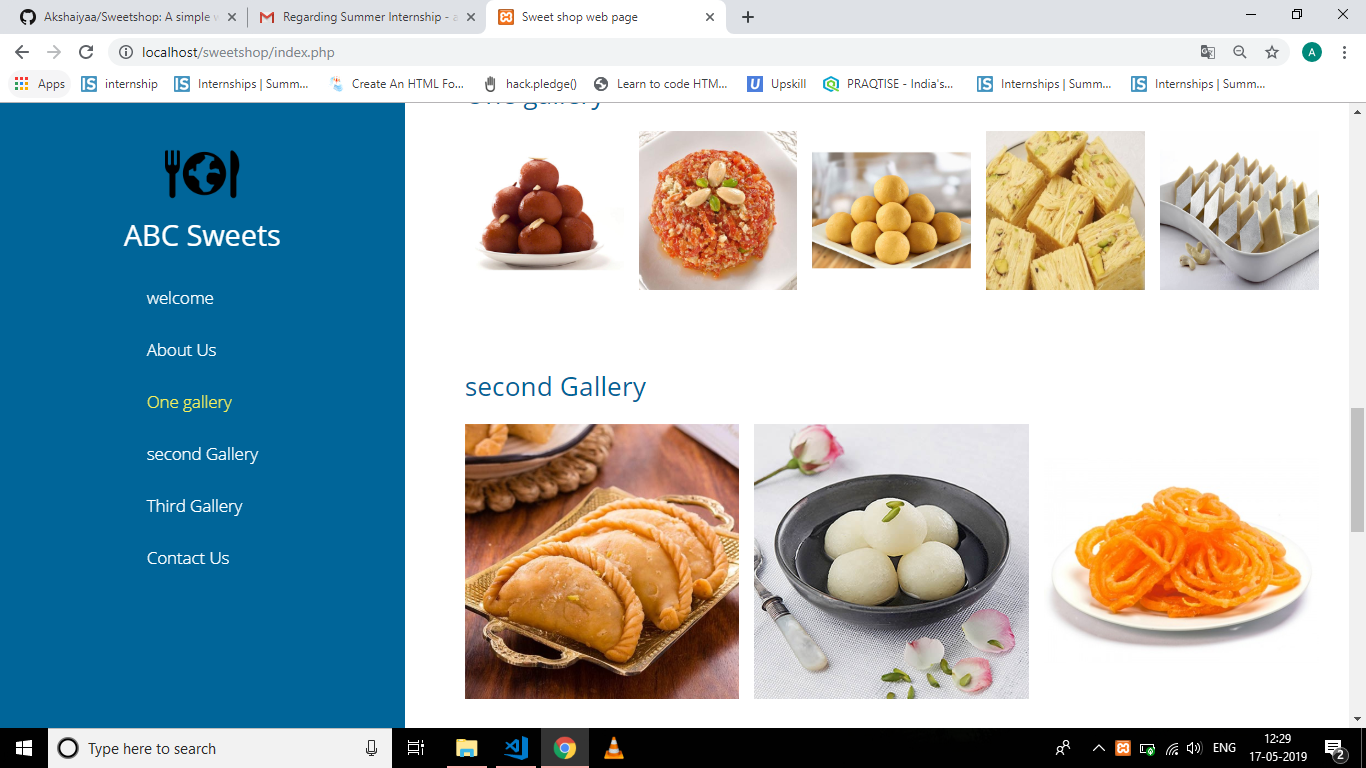 Akshaiyaa/Sweetshop: A simple w
Regarding Summer Internship - a
Sweet shop web page
localhost/sweetshop/index.php
A
Apps
internship
Internships | Summ...
Create An HTML Fo...
hack.pledge()
Learn to code HTM...
Upskill
PRAQTISE - India's...
Internships | Summ...
Internships | Summ...
ABC Sweets
welcome
About Us
One gallery
second Gallery
Third Gallery
Contact Us
One gallery
second Gallery
Type here to search
ENG
12:29
17-05-2019
2